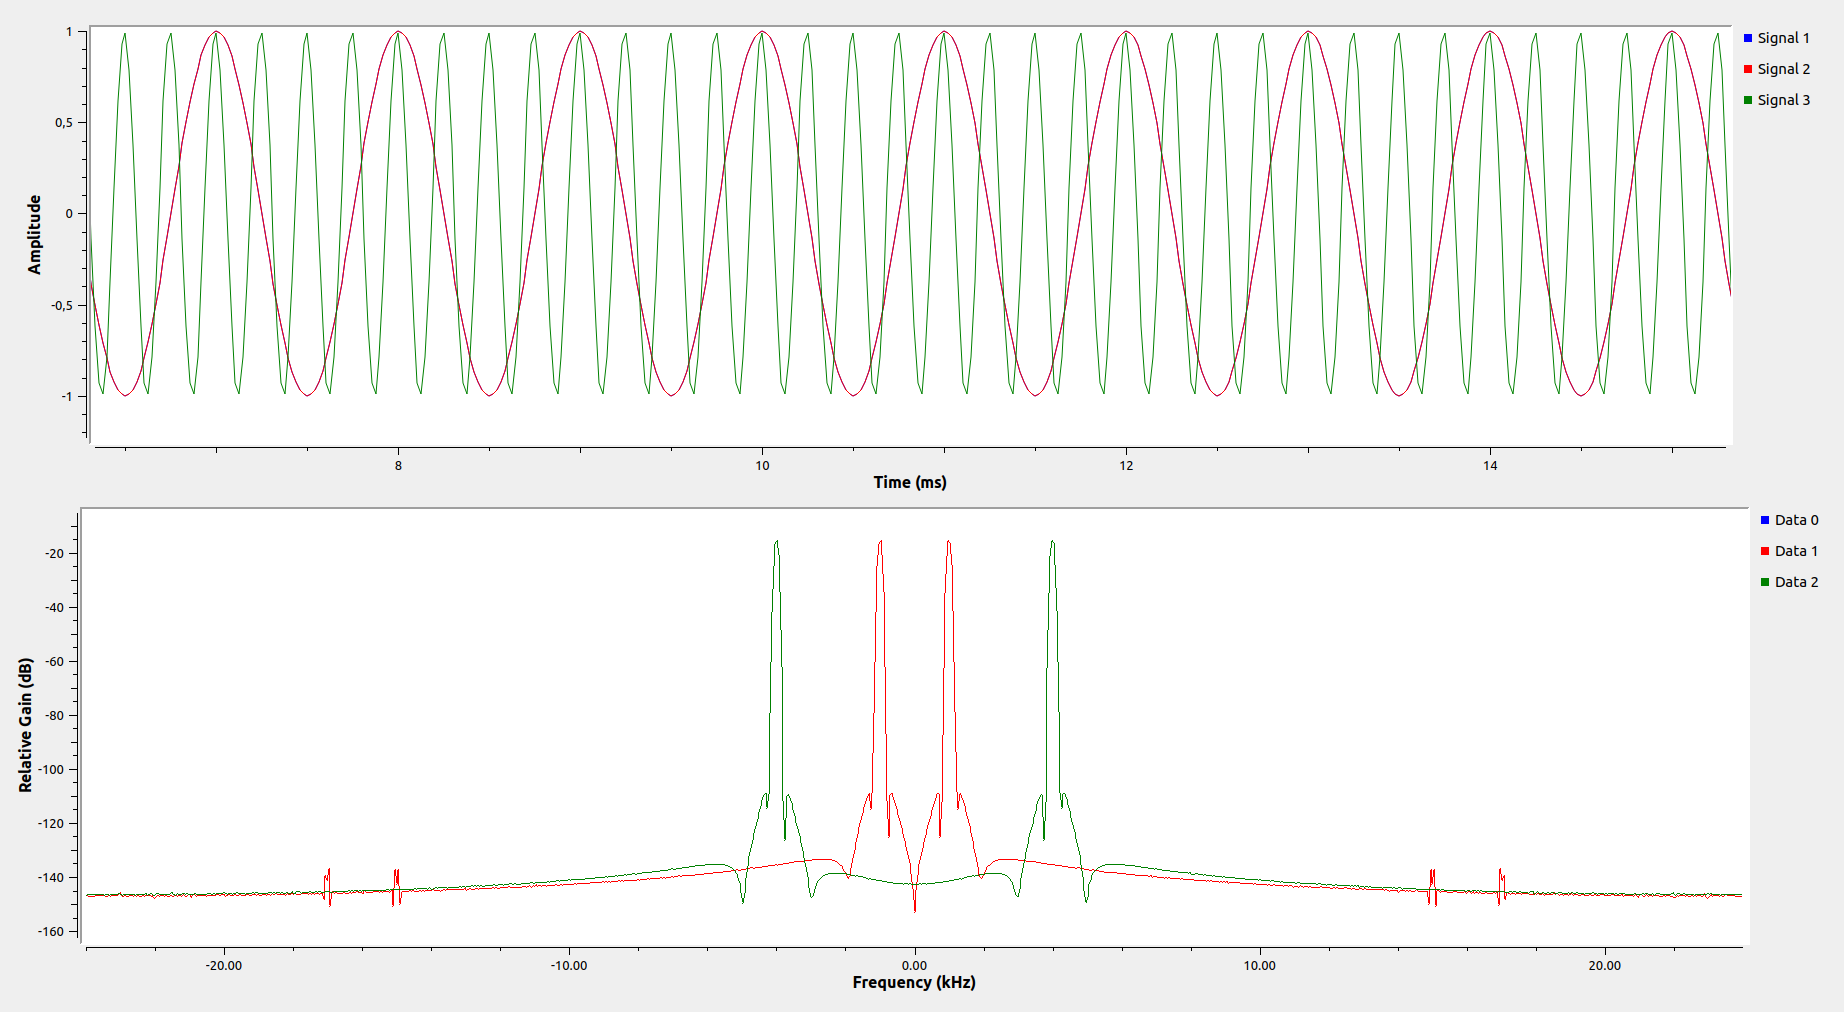 1
0,5
0
-0,5
-1
Amplitude
8
10
12
14
Time (ms)
Signal 1
Signal 2
Signal 3
-20
-40
-60
-80
-100
-120
-140
-160
Relative Gain (dB)
-20.00
-10.00
0.00
10.00
20.00
Frequency (kHz)
Data 0
Data 1
Data 2